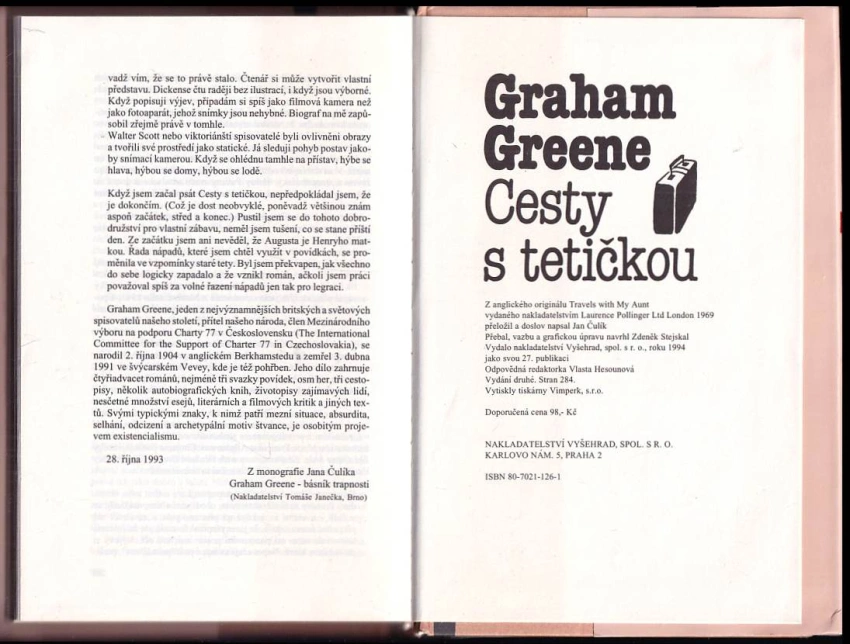 vadž vím, že se to právě stalo. Čtenář si může vytvořit vlastní
představu. Dickense čtu raději bez ilustrací, i když jsou výborné.
Když popisuji výjev, připadám si spíš jako filmová kamera než
jako fotoaparát, jehož snímky jsou nehybné. Biograf na mě zapů-
sobil zřejmě právě v tomhle.
Walter Scott nebo viktoriánští spisovatelé byli ovlivněni obrazy
a tvořili své prostředí jako statické. Já sleduji pohyb postav jako-
by snímací kamerou. Když se ohlédnu tamhle na přístav, hýbe se
hlava, hýbou se domy, hýbou se lodě.
Když jsem začal psát Cesty s tetičkou, nepředpokládal jsem, že
je dokončím. (Což je dost neobvyklé, poněvadž většinou znám
aspoň začátek, střed a konec.) Pustil jsem se do tohoto dobro-
družství pro vlastní zábavu, neměl jsem tušení, co se stane příští
den. Ze začátku jsem ani nevěděl, že Augusta je Henryho mat-
kou. Řada nápadů, které jsem chtěl využít v povídkách, se pro-
měnila ve vzpomínky staré tety. Byl jsem překvapen, jak všechno
do sebe logicky zapadalo a že vznikl román, ačkoli jsem práci
považoval spíš za volné řazení nápadů jen tak pro legraci.
Graham Greene, jeden z nejvýznamnějších britských a světových
spisovatelů našeho století, přítel našeho národa, člen Mezinárodního
výboru na podporu Charty 77 v Československu (The International
Committee for the Support of Charter 77 in Czechoslovakia), se
narodil 2. října 1904 v anglickém Berkhamstedu a zemřel 3. dubna
1991 ve švýcarském Vevey, kde je též pohřben. Jeho dílo zahrnuje
čtyřiadvacet románů, nejméně tři svazky povídek, osm her, tři cesto-
pisy, několik autobiografických knih, životopisy zajímavých lidí,
nesčetné množství esejů, literárních a filmových kritik a jiných tex-
tů. Svými typickými znaky, k nimž patří mezní situace, absurdita,
selhání, odcizení a archetypální motiv štvance, je osobitým proje-
vem existencialismu.
28. října 1993
Z monografie Jana Čulíka
Graham Greene - básník trapnosti
(Nakladatelství Tomáše Janečka, Brno)
Graham
Greene
Cesty
s tetičkou
Z anglického originálu Travels with My Aunt
vydaného nakladatelstvím Laurence Pollinger Ltd London 1969
přeložil a doslov napsal Jan Čulík
Přebal, vazbu a grafickou úpravu navrhl Zdeněk Stejskal
Vydalo nakladatelství Vyšehrad, spol. s r. o., roku 1994
jako svou 27. publikaci
Odpovědná redaktorka Vlasta Hesounová
Vydání druhé. Stran 284.
Vytiskly tiskárny Vimperk, s.r.o.
Doporučená cena 98,- Kč
NAKLADATELSTVÍ VYŠEHRAD, SPOL. S R. O.
KARLOVO NÁM. 5, PRAHA 2
ISBN 80-7021-126-1